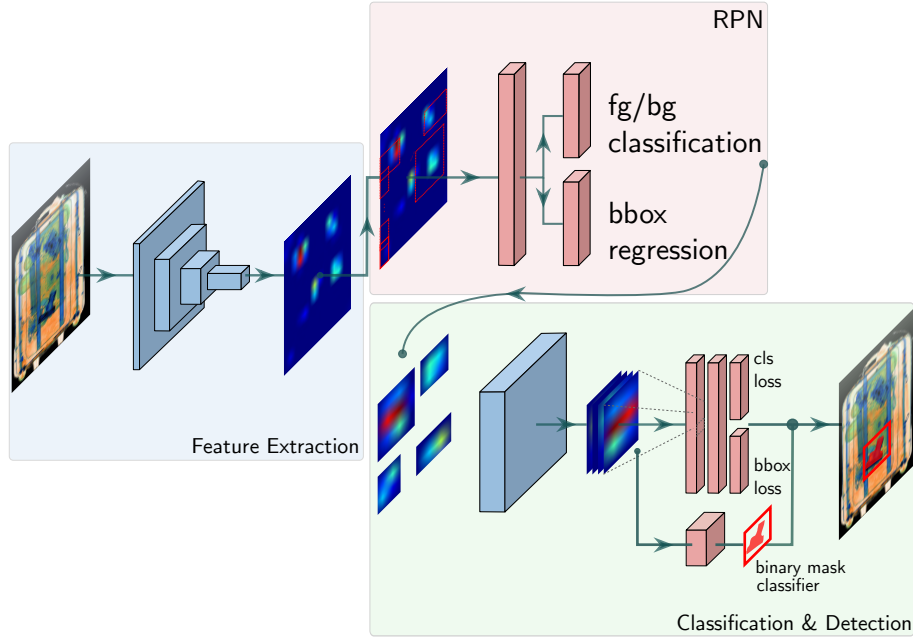 RPN
fg/bg
classification
bbox
regression
Feature Extraction
cls
loss
bbox
loss
binary mask
classifier
Classification & Detection